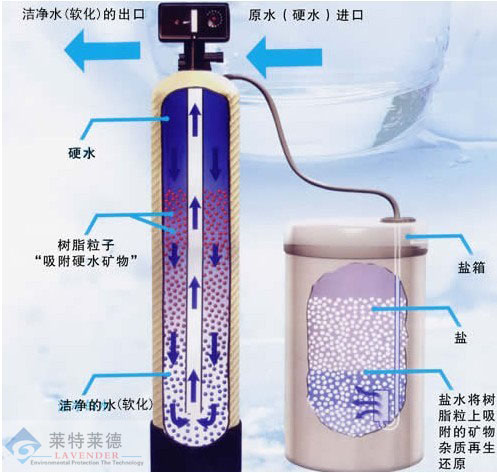 洁净水(软化)的出口
原水(硬水)进口
硬水
树脂粒子
“吸附硬水矿物”
盐箱
盐
洁净的水(软化)
盐水将树
脂粒上吸
附的矿物
杂质再生
还原
莱特莱德
LAVENDER
Environmental Protection The Technology